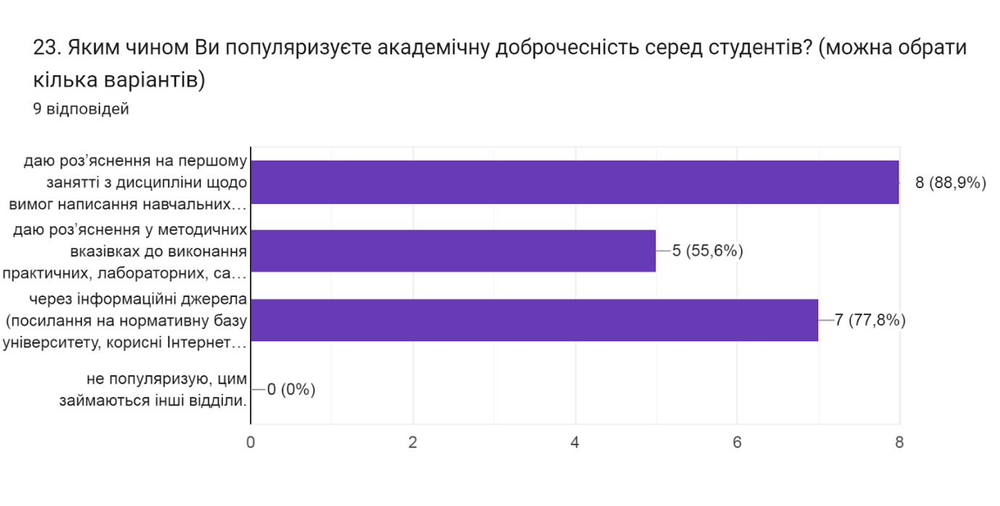 23. Яким чином Ви популяризуєте академічну доброчесність серед студентів? (можна обрати
кілька варіантів)
9 відповідей
даю роз’яснення на першому
занятті з дисципліни щодо
вимог написання навчальних…
8 (88,9%)
даю роз’яснення у методичних
вказівках до виконання
практичних, лабораторних, са…
5 (55,6%)
через інформаційні джерела
(посилання на нормативну базу
університету, корисні Інтернет…
7 (77,8%)
не популяризую, цим
займаються інші відділи.
0 (0%)
0 2 4 6 8